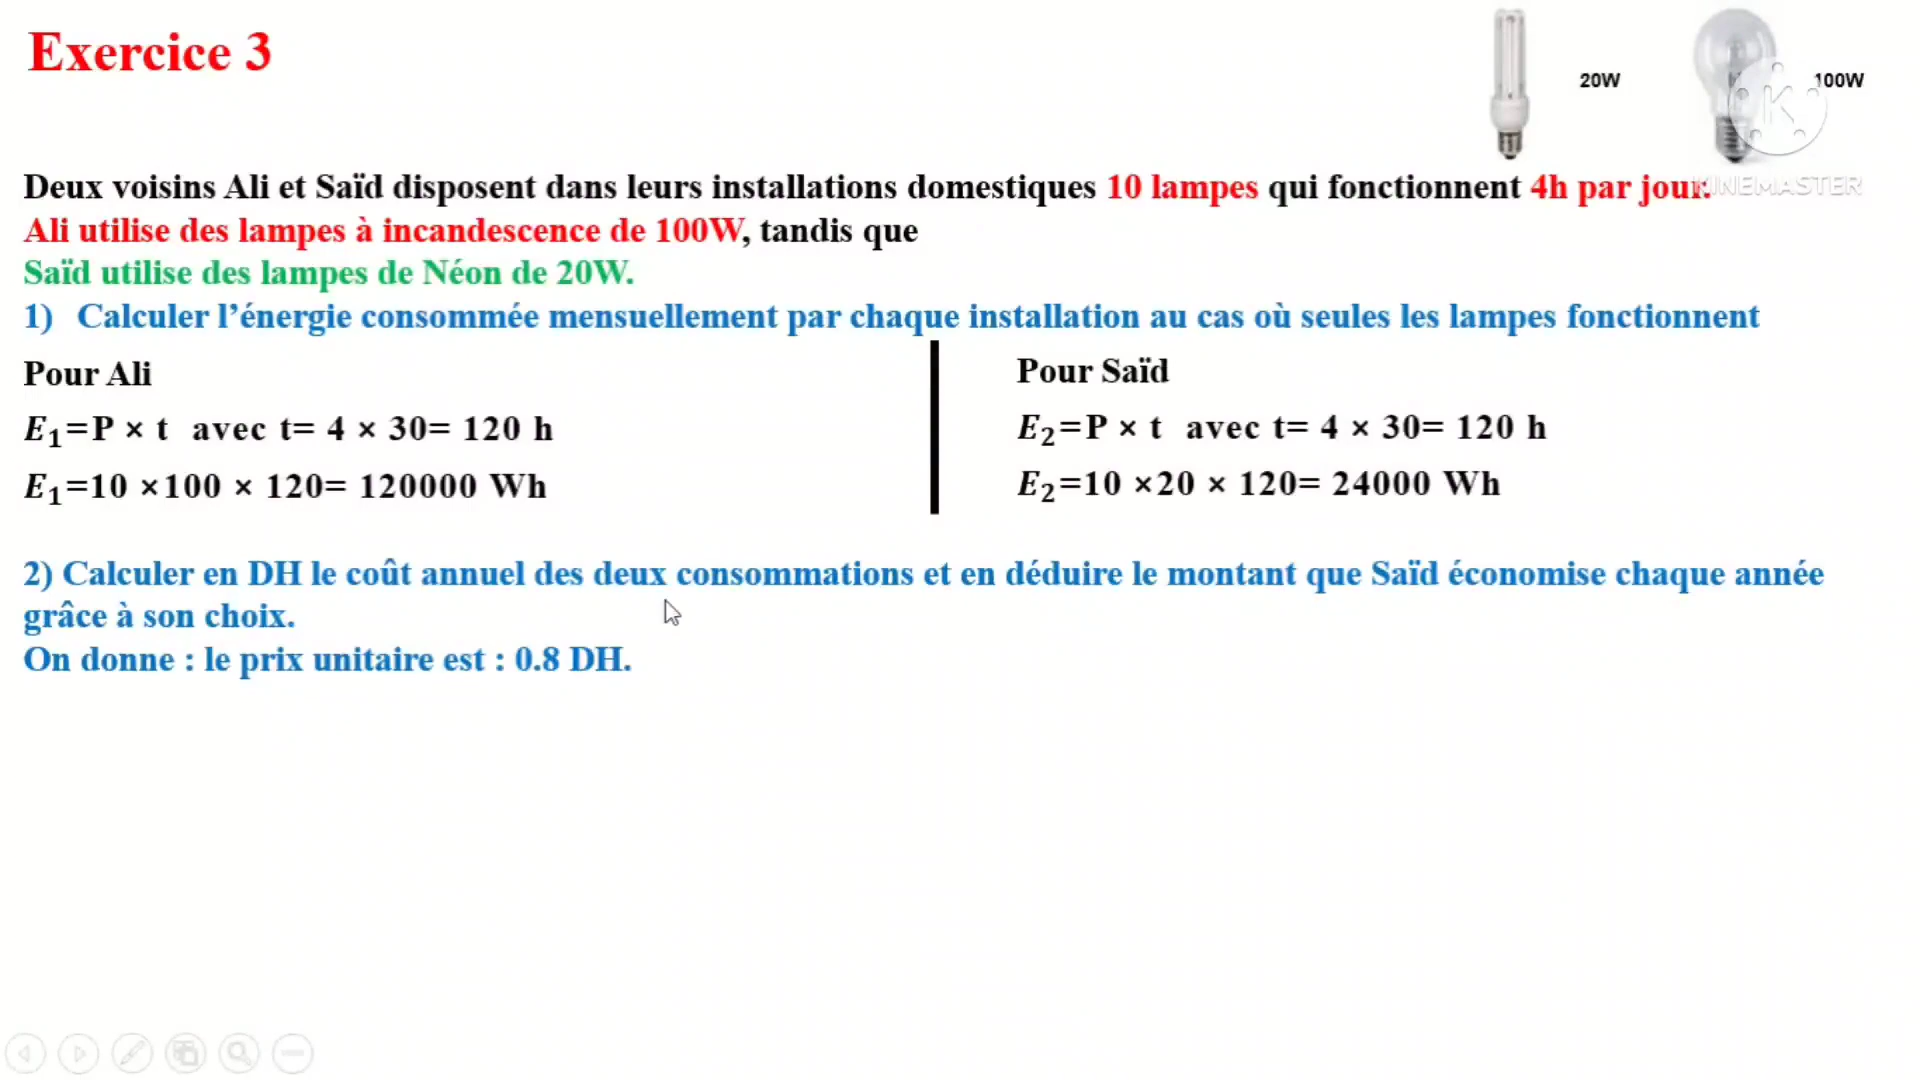 Exercice 3
20W
100W
KINEMASTER
Deux voisins Ali et Saïd disposent dans leurs installations domestiques 10 lampes qui fonctionnent 4h par jour.
Ali utilise des lampes à incandescence de 100W, tandis que
Saïd utilise des lampes de Néon de 20W.
1) Calculer l’énergie consommée mensuellement par chaque installation au cas où seules les lampes fonctionnent
Pour Ali
E₁=P × t avec t= 4 × 30= 120 h
E₁=10 ×100 × 120= 120000 Wh
Pour Saïd
E₂=P × t avec t= 4 × 30= 120 h
E₂=10 ×20 × 120= 24000 Wh
2) Calculer en DH le coût annuel des deux consommations et en déduire le montant que Saïd économise chaque année
grâce à son choix.
On donne : le prix unitaire est : 0.8 DH.